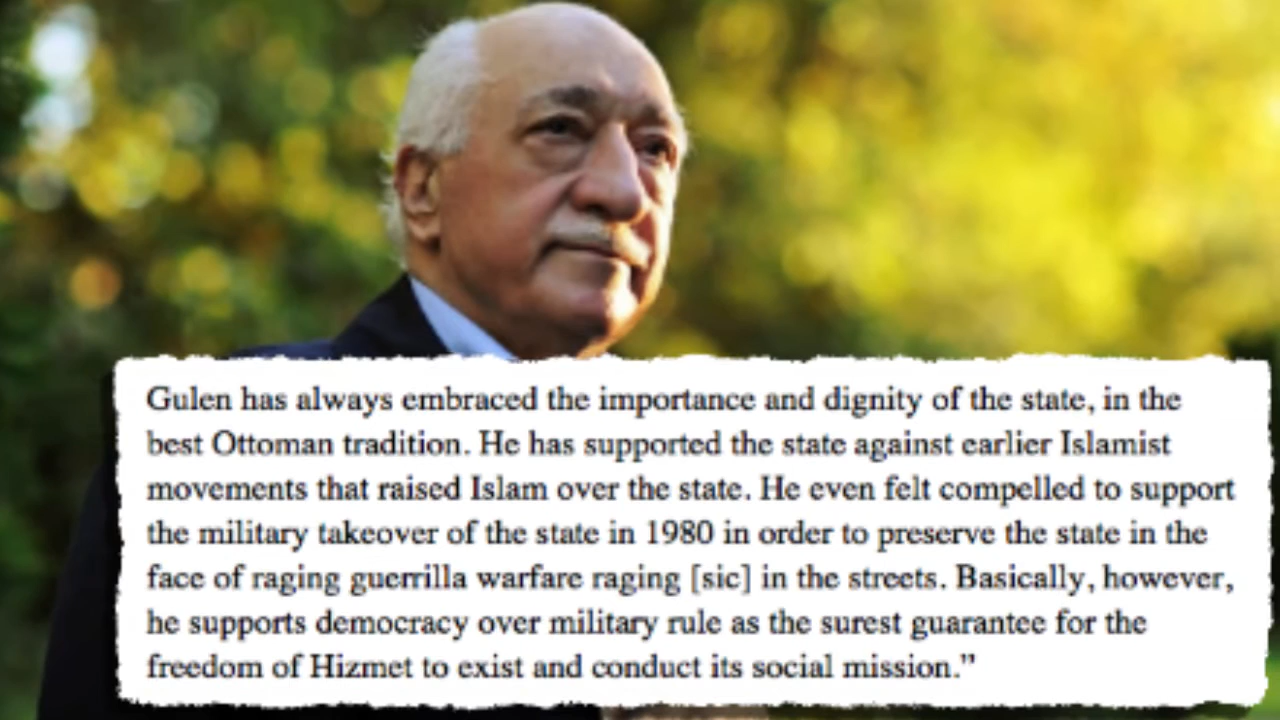 Gulen has always embraced the importance and dignity of the state, in the
best Ottoman tradition. He has supported the state against earlier Islamist
movements that raised Islam over the state. He even felt compelled to support
the military takeover of the state in 1980 in order to preserve the state in the
face of raging guerrilla warfare raging [sic] in the streets. Basically, however,
he supports democracy over military rule as the surest guarantee for the
freedom of Hizmet to exist and conduct its social mission.”